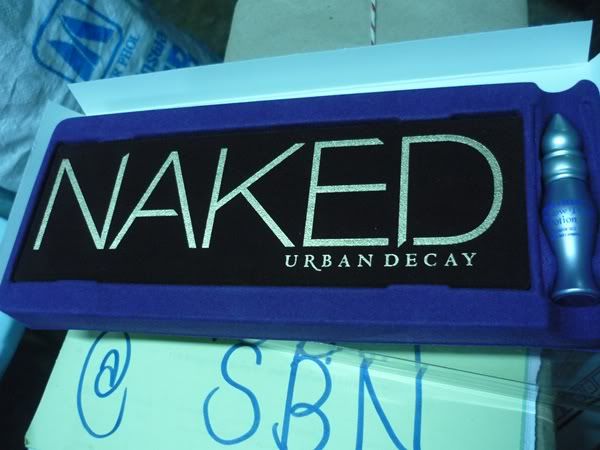 NAKED
URBAN DECAY
@ SBN